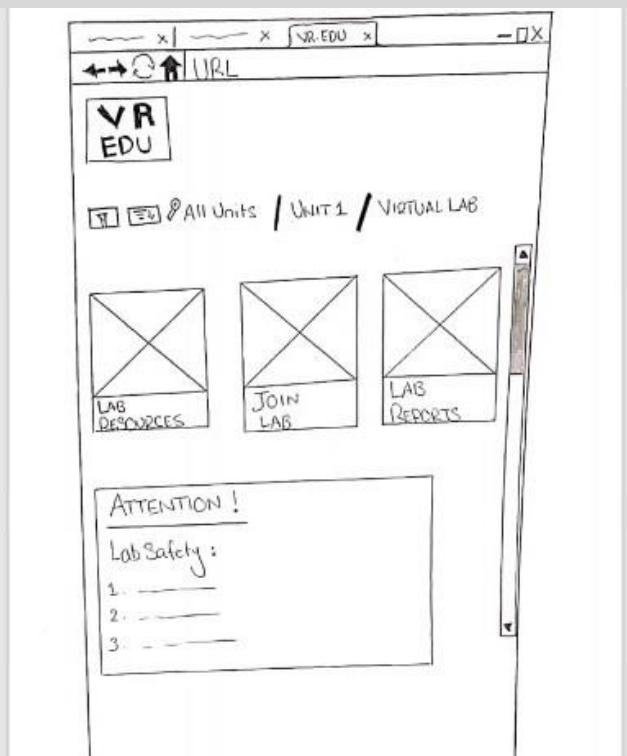 x x VR.EDU x - X
URL
VR
EDU
All Units / UNIT 1 / VIRTUAL LAB
LAB
RESOURCES
JOIN
LAB
LAB
REPORTS
ATTENTION !
Lab Safety :
1.
2.
3.